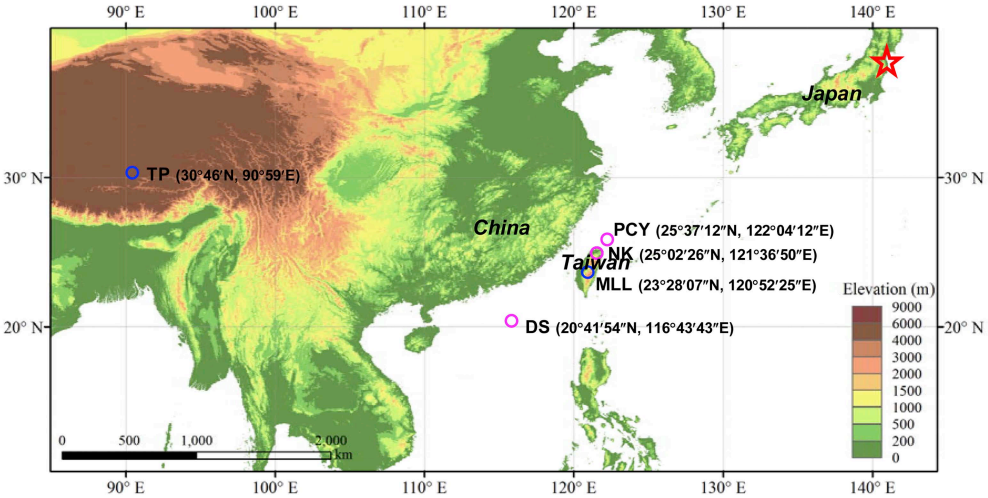 90° E 100° E 110° E 120° E 130° E 140° E
Japan
TP (30°46′N, 90°59′E)
30° N 30° N
PCY (25°37′12″N, 122°04′12″E)
China
NK (25°02′26″N, 121°36′50″E)
Taiwan
MLL (23°28′07″N, 120°52′25″E)
Elevation (m)
9000
6000
4000
3000
2000
1500
1000
500
200
0
DS (20°41′54″N, 116°43′43″E)
20° N 20° N
0 500 1,000 2,000
km
90° E 100° E 110° E 120° E 130° E 140° E